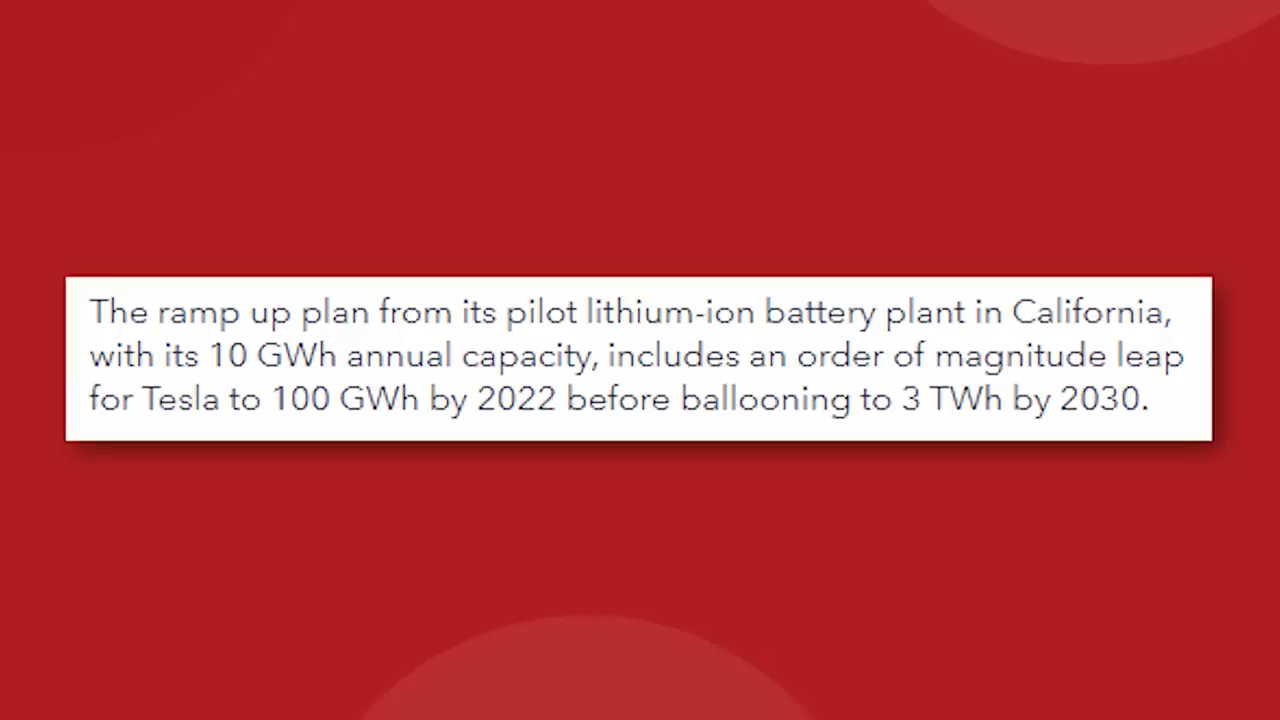 The ramp up plan from its pilot lithium-ion battery plant in California,
with its 10 GWh annual capacity, includes an order of magnitude leap
for Tesla to 100 GWh by 2022 before ballooning to 3 TWh by 2030.